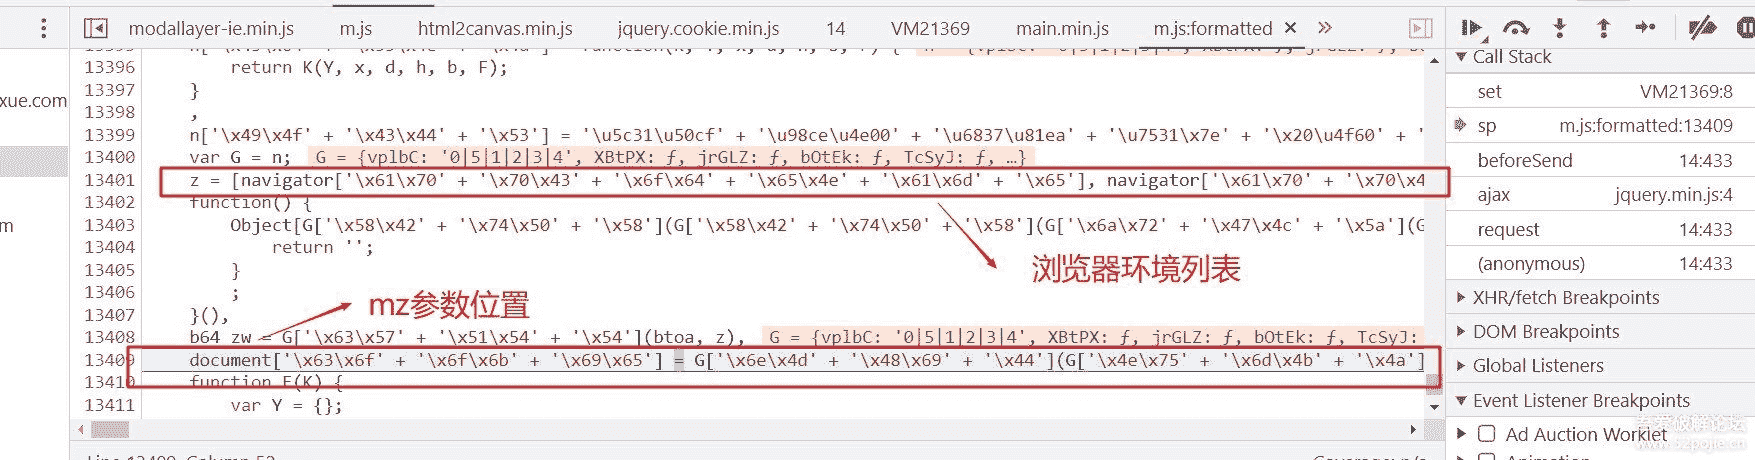 modallayer-ie.min.js m.js html2canvas.min.js jquery.cookie.min.js 14 VM21369 main.min.js m.js:formatted × »
13396 return K(Y, x, d, h, b, F);
13397 }
13398 ,
13399 n['\x49\x4f' + '\x43\x44' + '\x53'] = '\u5c31\u50cf' + '\u98ce\u4e00' + '\u6837\u81ea' + '\u7531\x7e' + '\x20\u4f60' + '
13400 var G = n; G = {vplbC: '0|5|1|2|3|4', XBtPX: ƒ, jrGLZ: ƒ, bOtEk: ƒ, TcSyJ: ƒ, …}
13401 z = [navigator['\x61\x70' + '\x70\x43' + '\x6f\x64' + '\x65\x4e' + '\x61\x6d' + '\x65'], navigator['\x61\x70' + '\x70\x4
13402 function() {
13403 Object[G['\x58\x42' + '\x74\x50' + '\x58'](G['\x58\x42' + '\x74\x50' + '\x58'](G['\x6a\x72' + '\x47\x4c' + '\x5a'](G
13404 return '';
13405 }
13406 ;
13407 }(),
13408 b64_zw = G['\x63\x57' + '\x51\x54' + '\x54'](btoa, z), G = {vplbC: '0|5|1|2|3|4', XBtPX: ƒ, jrGLZ: ƒ, bOtEk: ƒ, TcSyJ:
13409 document['\x63\x6f' + '\x6f\x6b' + '\x69\x65'] = G['\x6e\x4d' + '\x48\x69' + '\x44'](G['\x4e\x75' + '\x6d\x4b' + '\x4a']
13410 function E(K) {
13411 var Y = {};
浏览器环境列表
mz参数位置
xue.com
m
Call Stack
set VM21369:8
sp m.js:formatted:13409
beforeSend 14:433
ajax jquery.min.js:4
request 14:433
(anonymous) 14:433
XHR/fetch Breakpoints
DOM Breakpoints
Global Listeners
Event Listener Breakpoints
Ad Auction Worklet
吾爱破解论坛
www.52pojie.cn